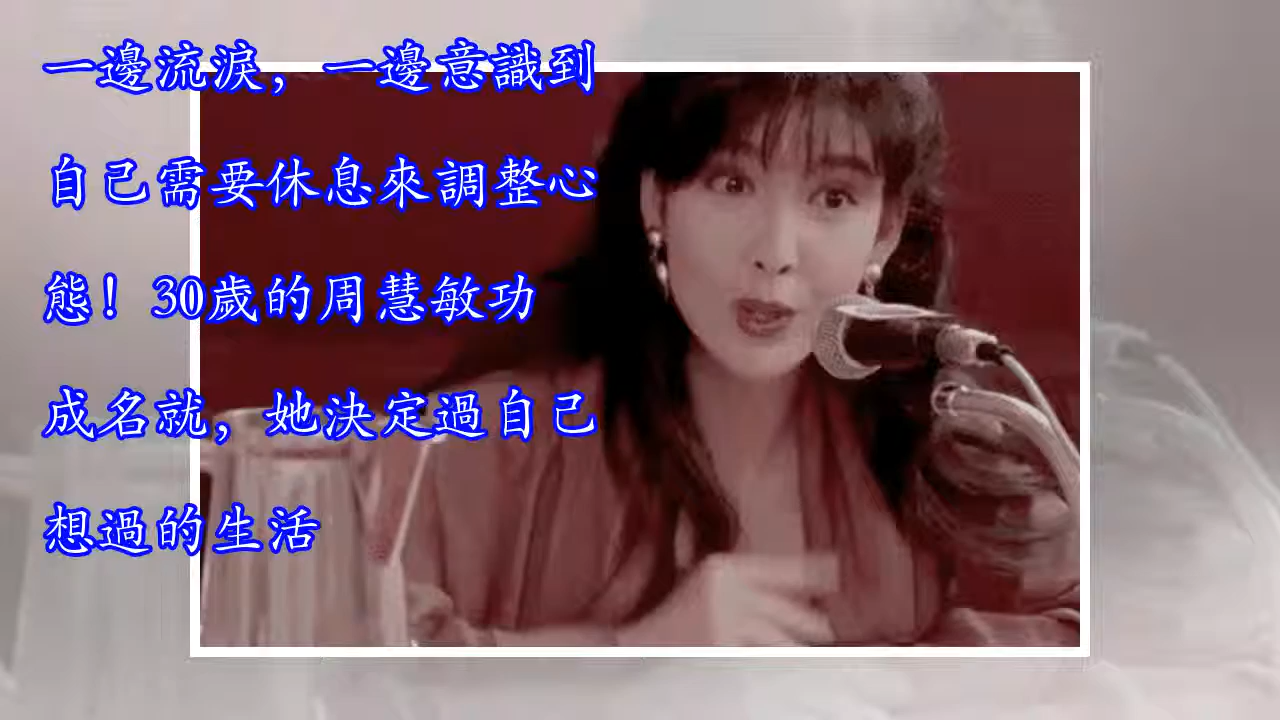 一邊流淚，一邊意識到
自己需要休息來調整心
態！30歲的周慧敏功
成名就，她決定過自己
想過的生活